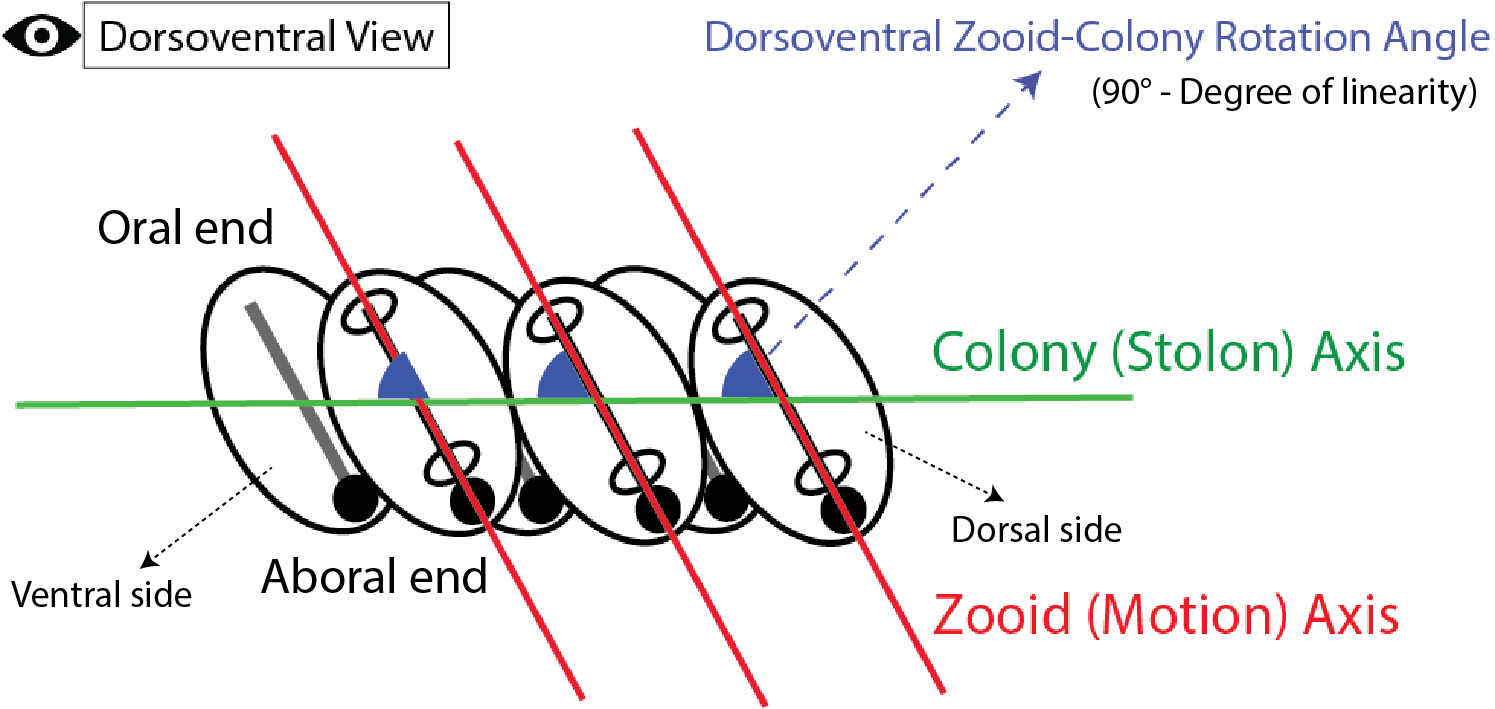 Dorsoventral View
Dorsoventral Zooid-Colony Rotation Angle
(90° - Degree of linearity)
Oral end
Colony (Stolon) Axis
Dorsal side
Aboral end
Ventral side
Zooid (Motion) Axis